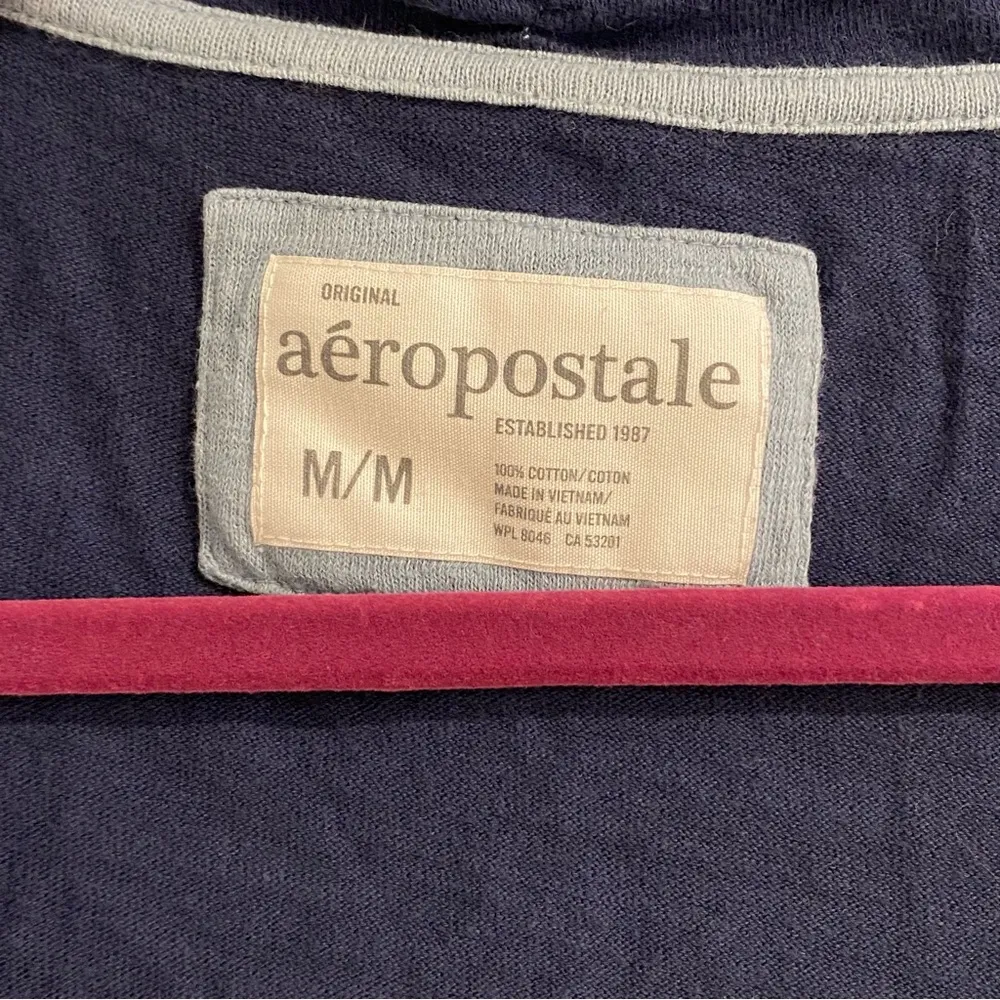 ORIGINAL
aéropostale
ESTABLISHED 1987
M/M
100% COTTON/COTON
MADE IN VIETNAM/
FABRIQUÉ AU VIETNAM
WPL 8046 CA 53201